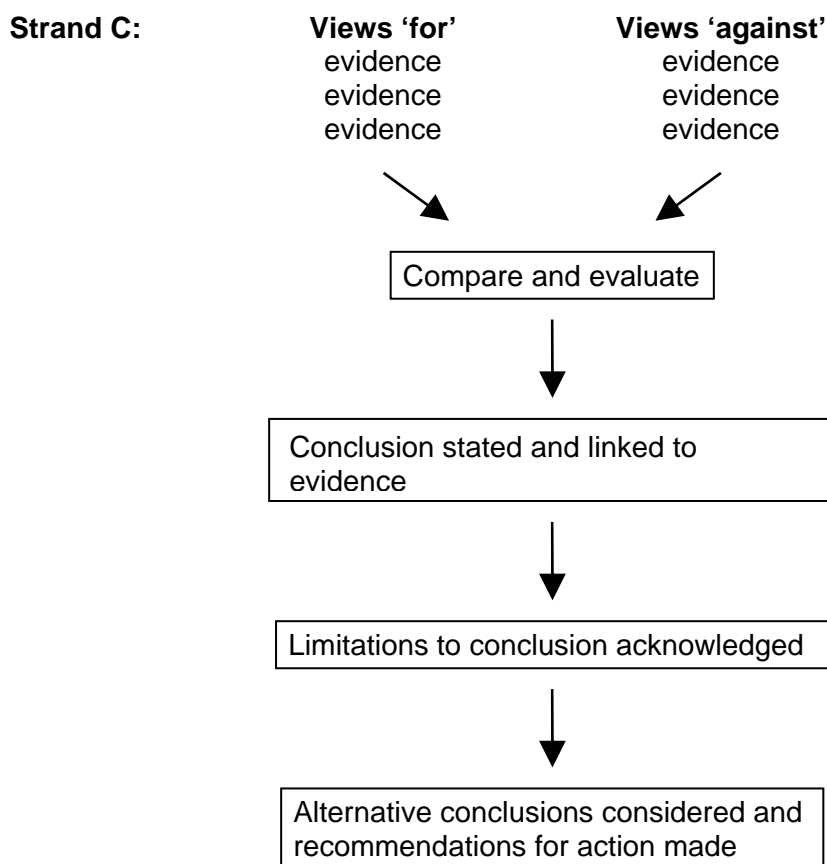 Strand C: Views ‘for’ Views ‘against’
evidence evidence
evidence evidence
evidence evidence
Compare and evaluate
Conclusion stated and linked to
evidence
Limitations to conclusion acknowledged
Alternative conclusions considered and
recommendations for action made